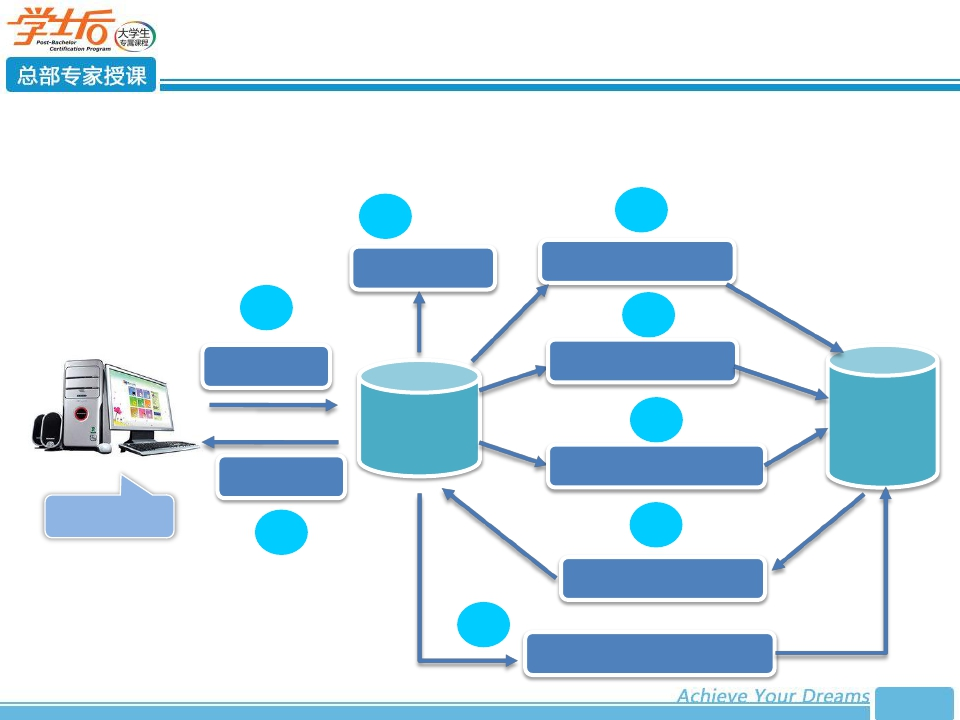 学士后
Post-Bachelor
Certification Program
大学生
专属课程
总部专家授课
Achieve Your Dreams